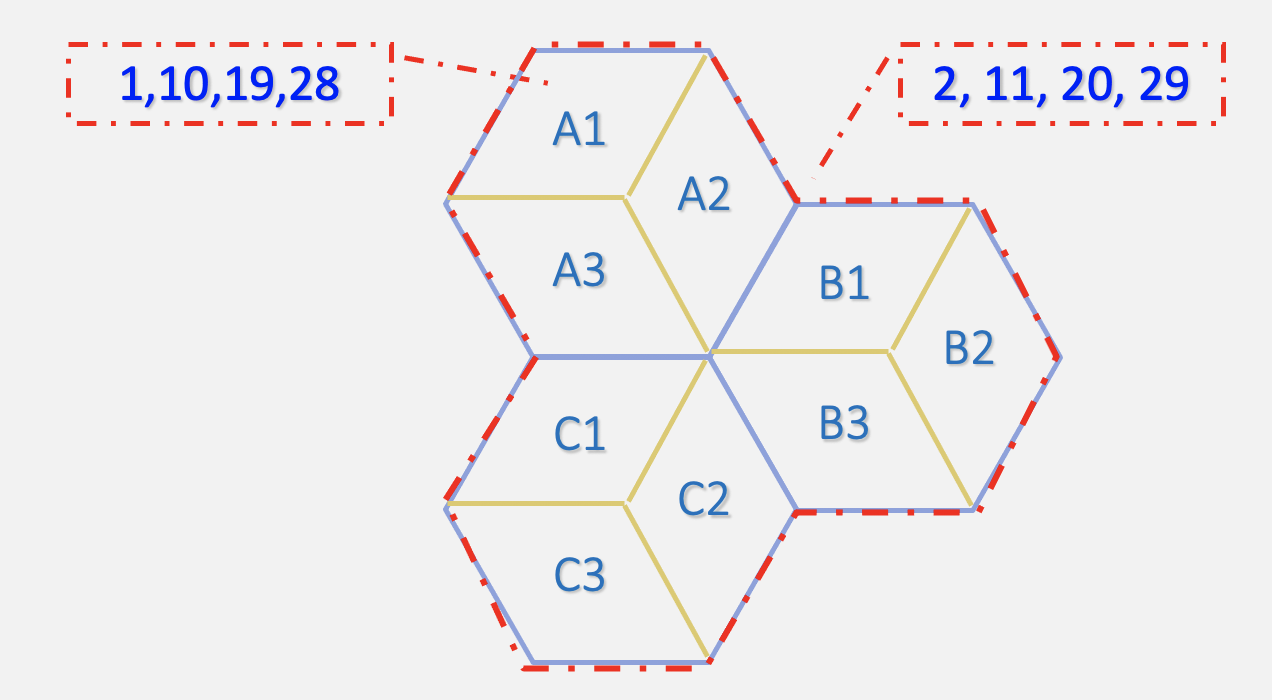 1,10,19,28
2, 11, 20, 29
A1
A2
A3
B1
B2
B3
C1
C2
C3